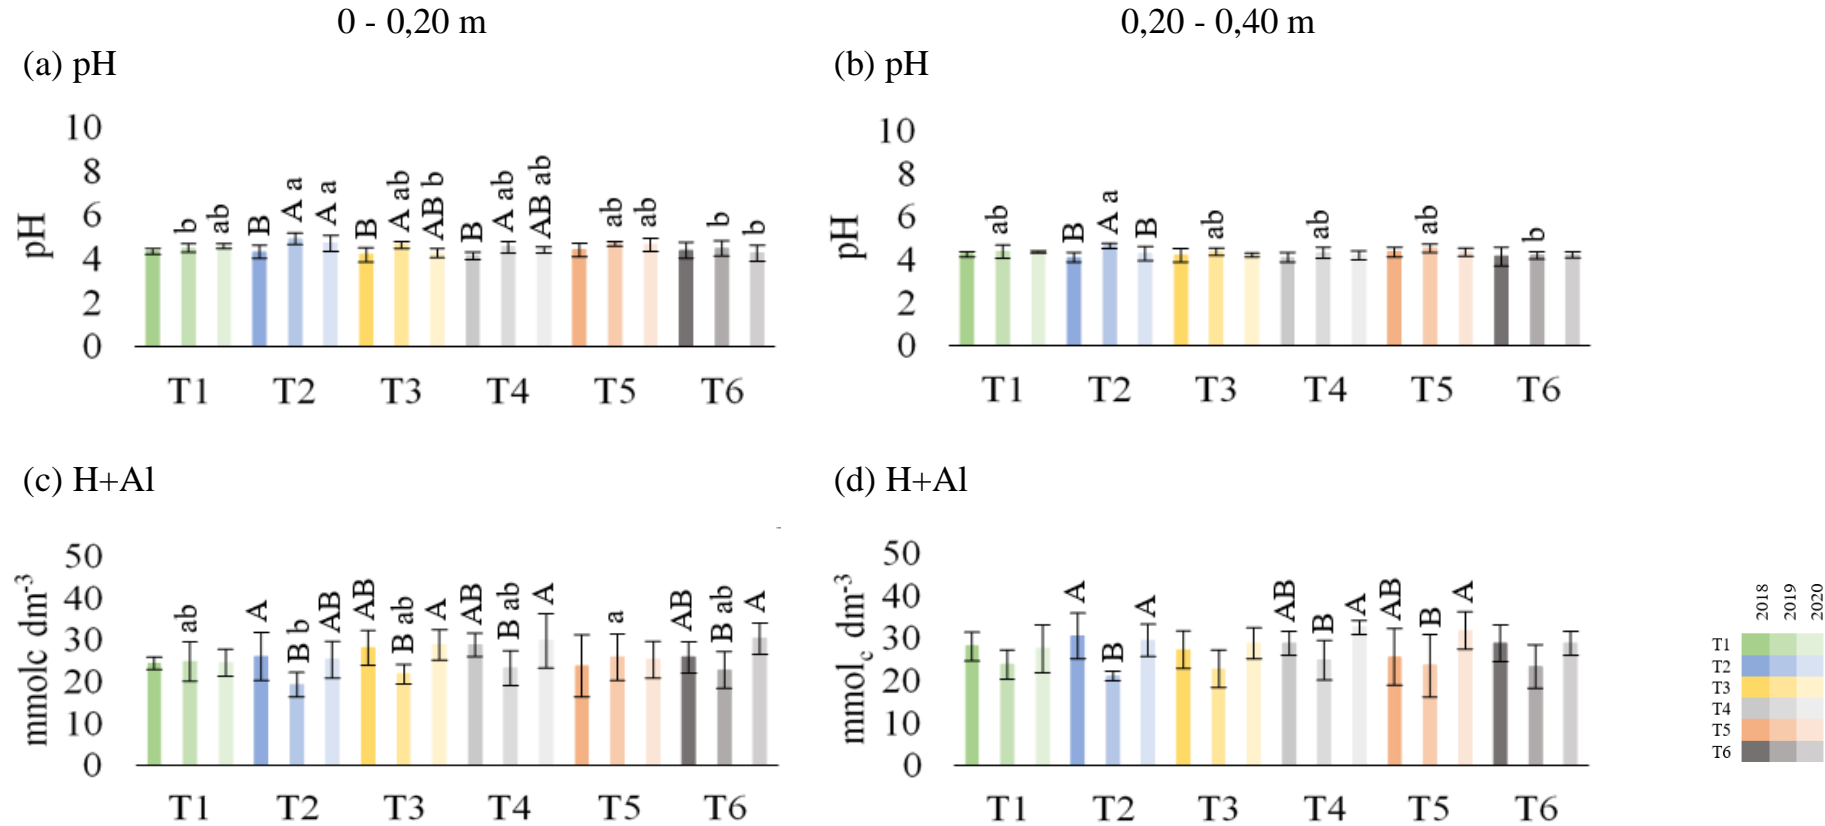 0 - 0,20 m
0,20 - 0,40 m
(a) pH
(b) pH
pH
10
8
6
4
2
0
b
ab
B
A a
A a
B
A ab
AB b
B
A ab
AB ab
ab
ab
b
b
T1 T2 T3 T4 T5 T6
pH
10
8
6
4
2
0
ab
B
A a
B
ab
ab
ab
b
T1 T2 T3 T4 T5 T6
(c) H+Al
(d) H+Al
mmolc dm-3
50
40
30
20
10
0
ab
A
B b
AB
AB
B ab
A
AB
B ab
A
a
AB
B ab
A
T1 T2 T3 T4 T5 T6
mmolc dm-3
50
40
30
20
10
0
A
B
A
AB
B
A
AB
B
A
T1 T2 T3 T4 T5 T6
2018 2019 2020
T1
T2
T3
T4
T5
T6